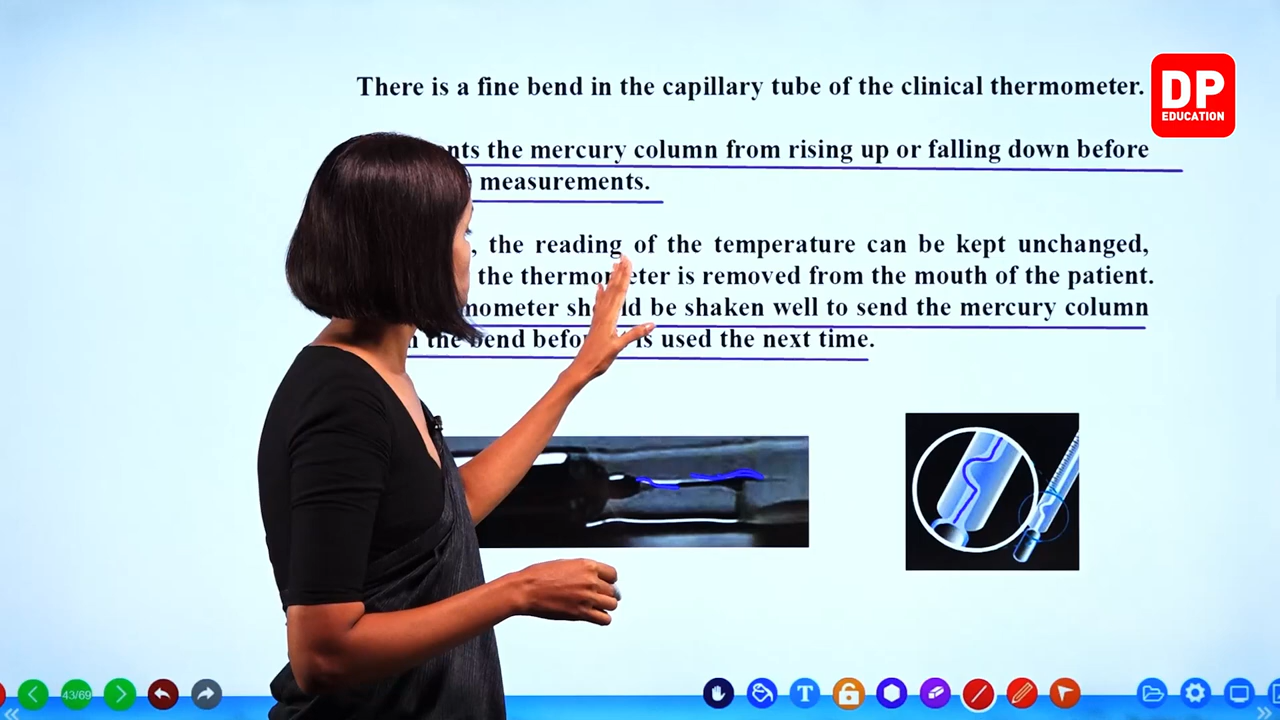 There is a fine bend in the capillary tube of the clinical thermometer.
DP
EDUCATION
the mercury column from rising up or falling down before
measurements.
, the reading of the temperature can be kept unchanged,
the thermometer is removed from the mouth of the patient.
should be shaken well to send the mercury column
the bend before it is used the next time.
43/69
T